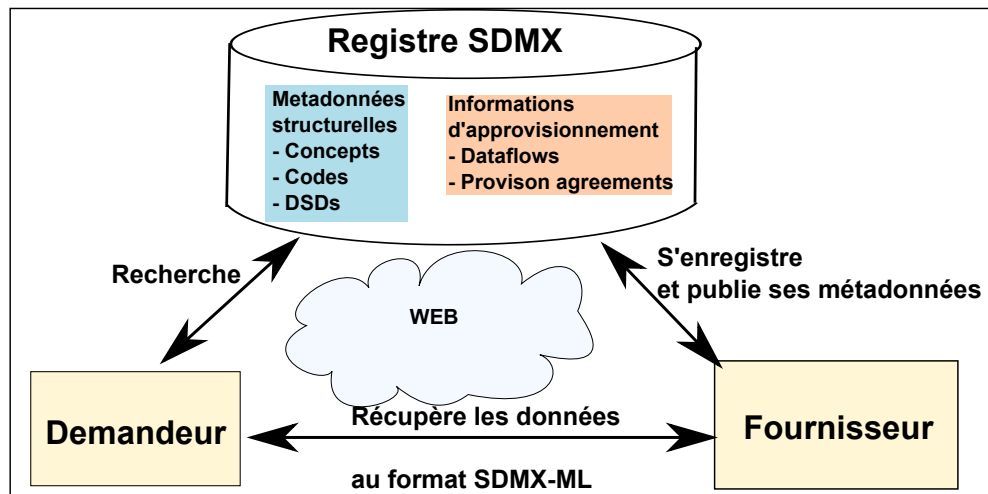 Registre SDMX
Metadonnées
structurelles
- Concepts
- Codes
- DSDs
Informations
d'approvisionnement
- Dataflows
- Provison agreements
Recherche
S'enregistre
et publie ses métadonnées
WEB
Demandeur
Récupère les données
au format SDMX-ML
Fournisseur